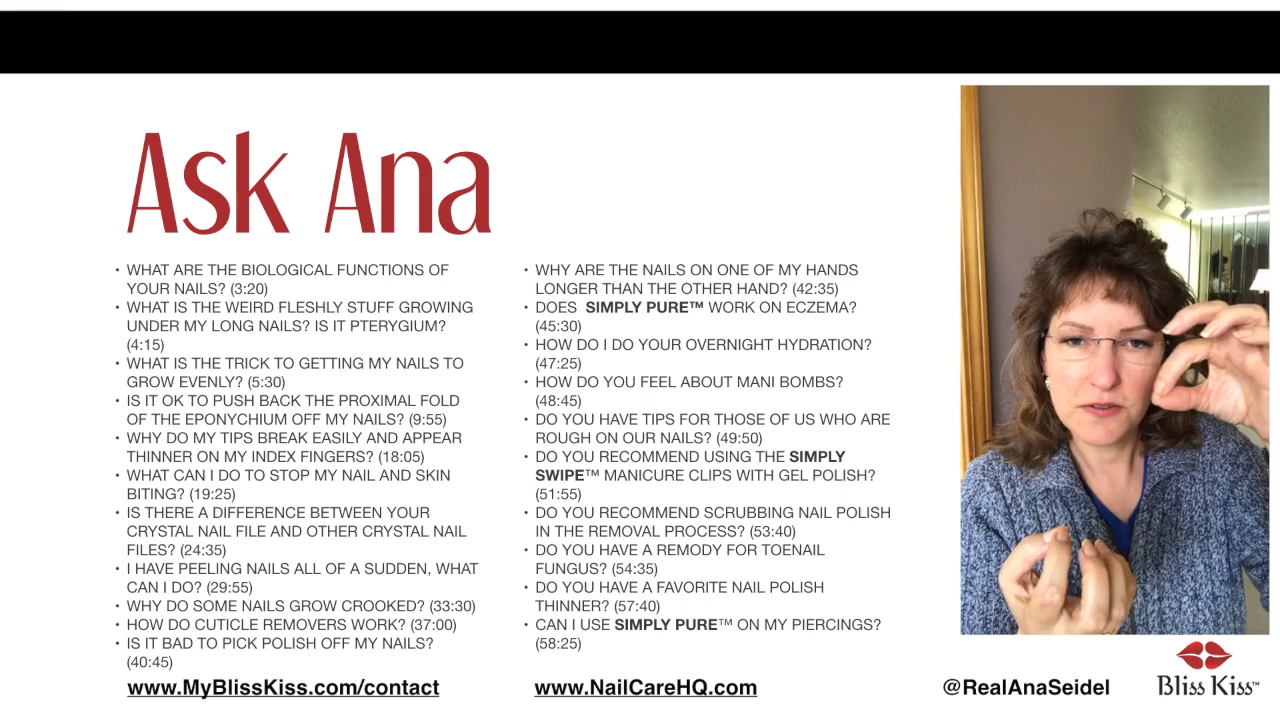 Ask Ana
• WHAT ARE THE BIOLOGICAL FUNCTIONS OF
YOUR NAILS? (3:20)
• WHAT IS THE WEIRD FLESHLY STUFF GROWING
UNDER MY LONG NAILS? IS IT PTERYGIUM?
(4:15)
• WHAT IS THE TRICK TO GETTING MY NAILS TO
GROW EVENLY? (5:30)
• IS IT OK TO PUSH BACK THE PROXIMAL FOLD
OF THE EPONYCHIUM OFF MY NAILS? (9:55)
• WHY DO MY TIPS BREAK EASILY AND APPEAR
THINNER ON MY INDEX FINGERS? (18:05)
• WHAT CAN I DO TO STOP MY NAIL AND SKIN
BITING? (19:25)
• IS THERE A DIFFERENCE BETWEEN YOUR
CRYSTAL NAIL FILE AND OTHER CRYSTAL NAIL
FILES? (24:35)
• I HAVE PEELING NAILS ALL OF A SUDDEN, WHAT
CAN I DO? (29:55)
• WHY DO SOME NAILS GROW CROOKED? (33:30)
• HOW DO CUTICLE REMOVERS WORK? (37:00)
• IS IT BAD TO PICK POLISH OFF MY NAILS?
(40:45)
• WHY ARE THE NAILS ON ONE OF MY HANDS
LONGER THAN THE OTHER HAND? (42:35)
• DOES SIMPLY PURE™ WORK ON ECZEMA?
(45:30)
• HOW DO I DO YOUR OVERNIGHT HYDRATION?
(47:25)
• HOW DO YOU FEEL ABOUT MANI BOMBS?
(48:45)
• DO YOU HAVE TIPS FOR THOSE OF US WHO ARE
ROUGH ON OUR NAILS? (49:50)
• DO YOU RECOMMEND USING THE SIMPLY
SWIPE™ MANICURE CLIPS WITH GEL POLISH?
(51:55)
• DO YOU RECOMMEND SCRUBBING NAIL POLISH
IN THE REMOVAL PROCESS? (53:40)
• DO YOU HAVE A REMODY FOR TOENAIL
FUNGUS? (54:35)
• DO YOU HAVE A FAVORITE NAIL POLISH
THINNER? (57:40)
• CAN I USE SIMPLY PURE™ ON MY PIERCINGS?
(58:25)
www.MyBlissKiss.com/contact
www.NailCareHQ.com
@RealAnaSeidel
Bliss Kiss™